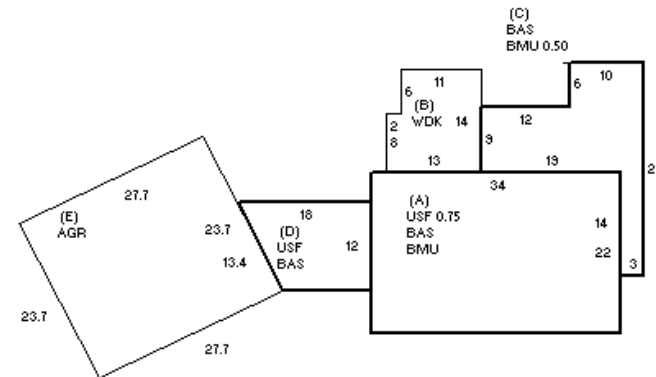 (C)
BAS
BMU 0.50
10
11
6
6
(B)
WDK
2
14
12
8
9
13
19
2
34
27.7
(E)
AGR
18
(A)
USF 0.75
BAS
BMU
23.7
(D)
USF
BAS
12
14
13.4
22
3
23.7
27.7